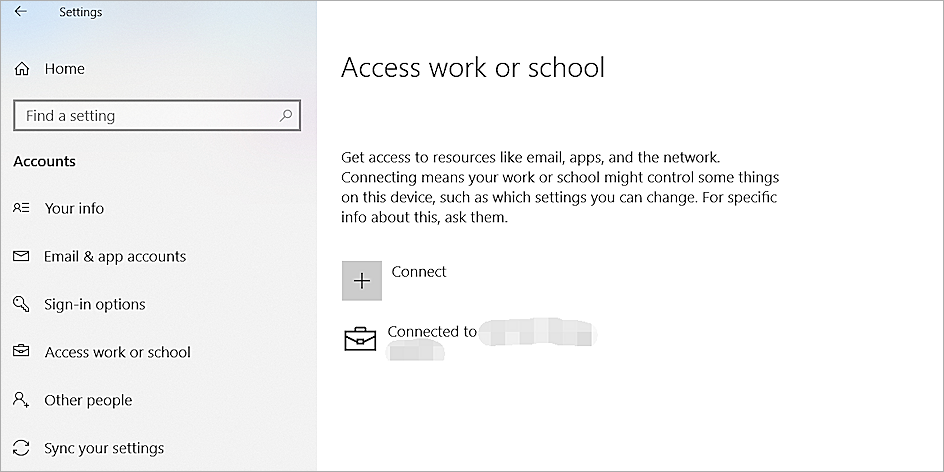 Settings
Home
Find a setting
Accounts
Your info
Email & app accounts
Sign-in options
Access work or school
Other people
Sync your settings
Access work or school
Get access to resources like email, apps, and the network.
Connecting means your work or school might control some things
on this device, such as which settings you can change. For specific
info about this, ask them.
Connect
Connected to